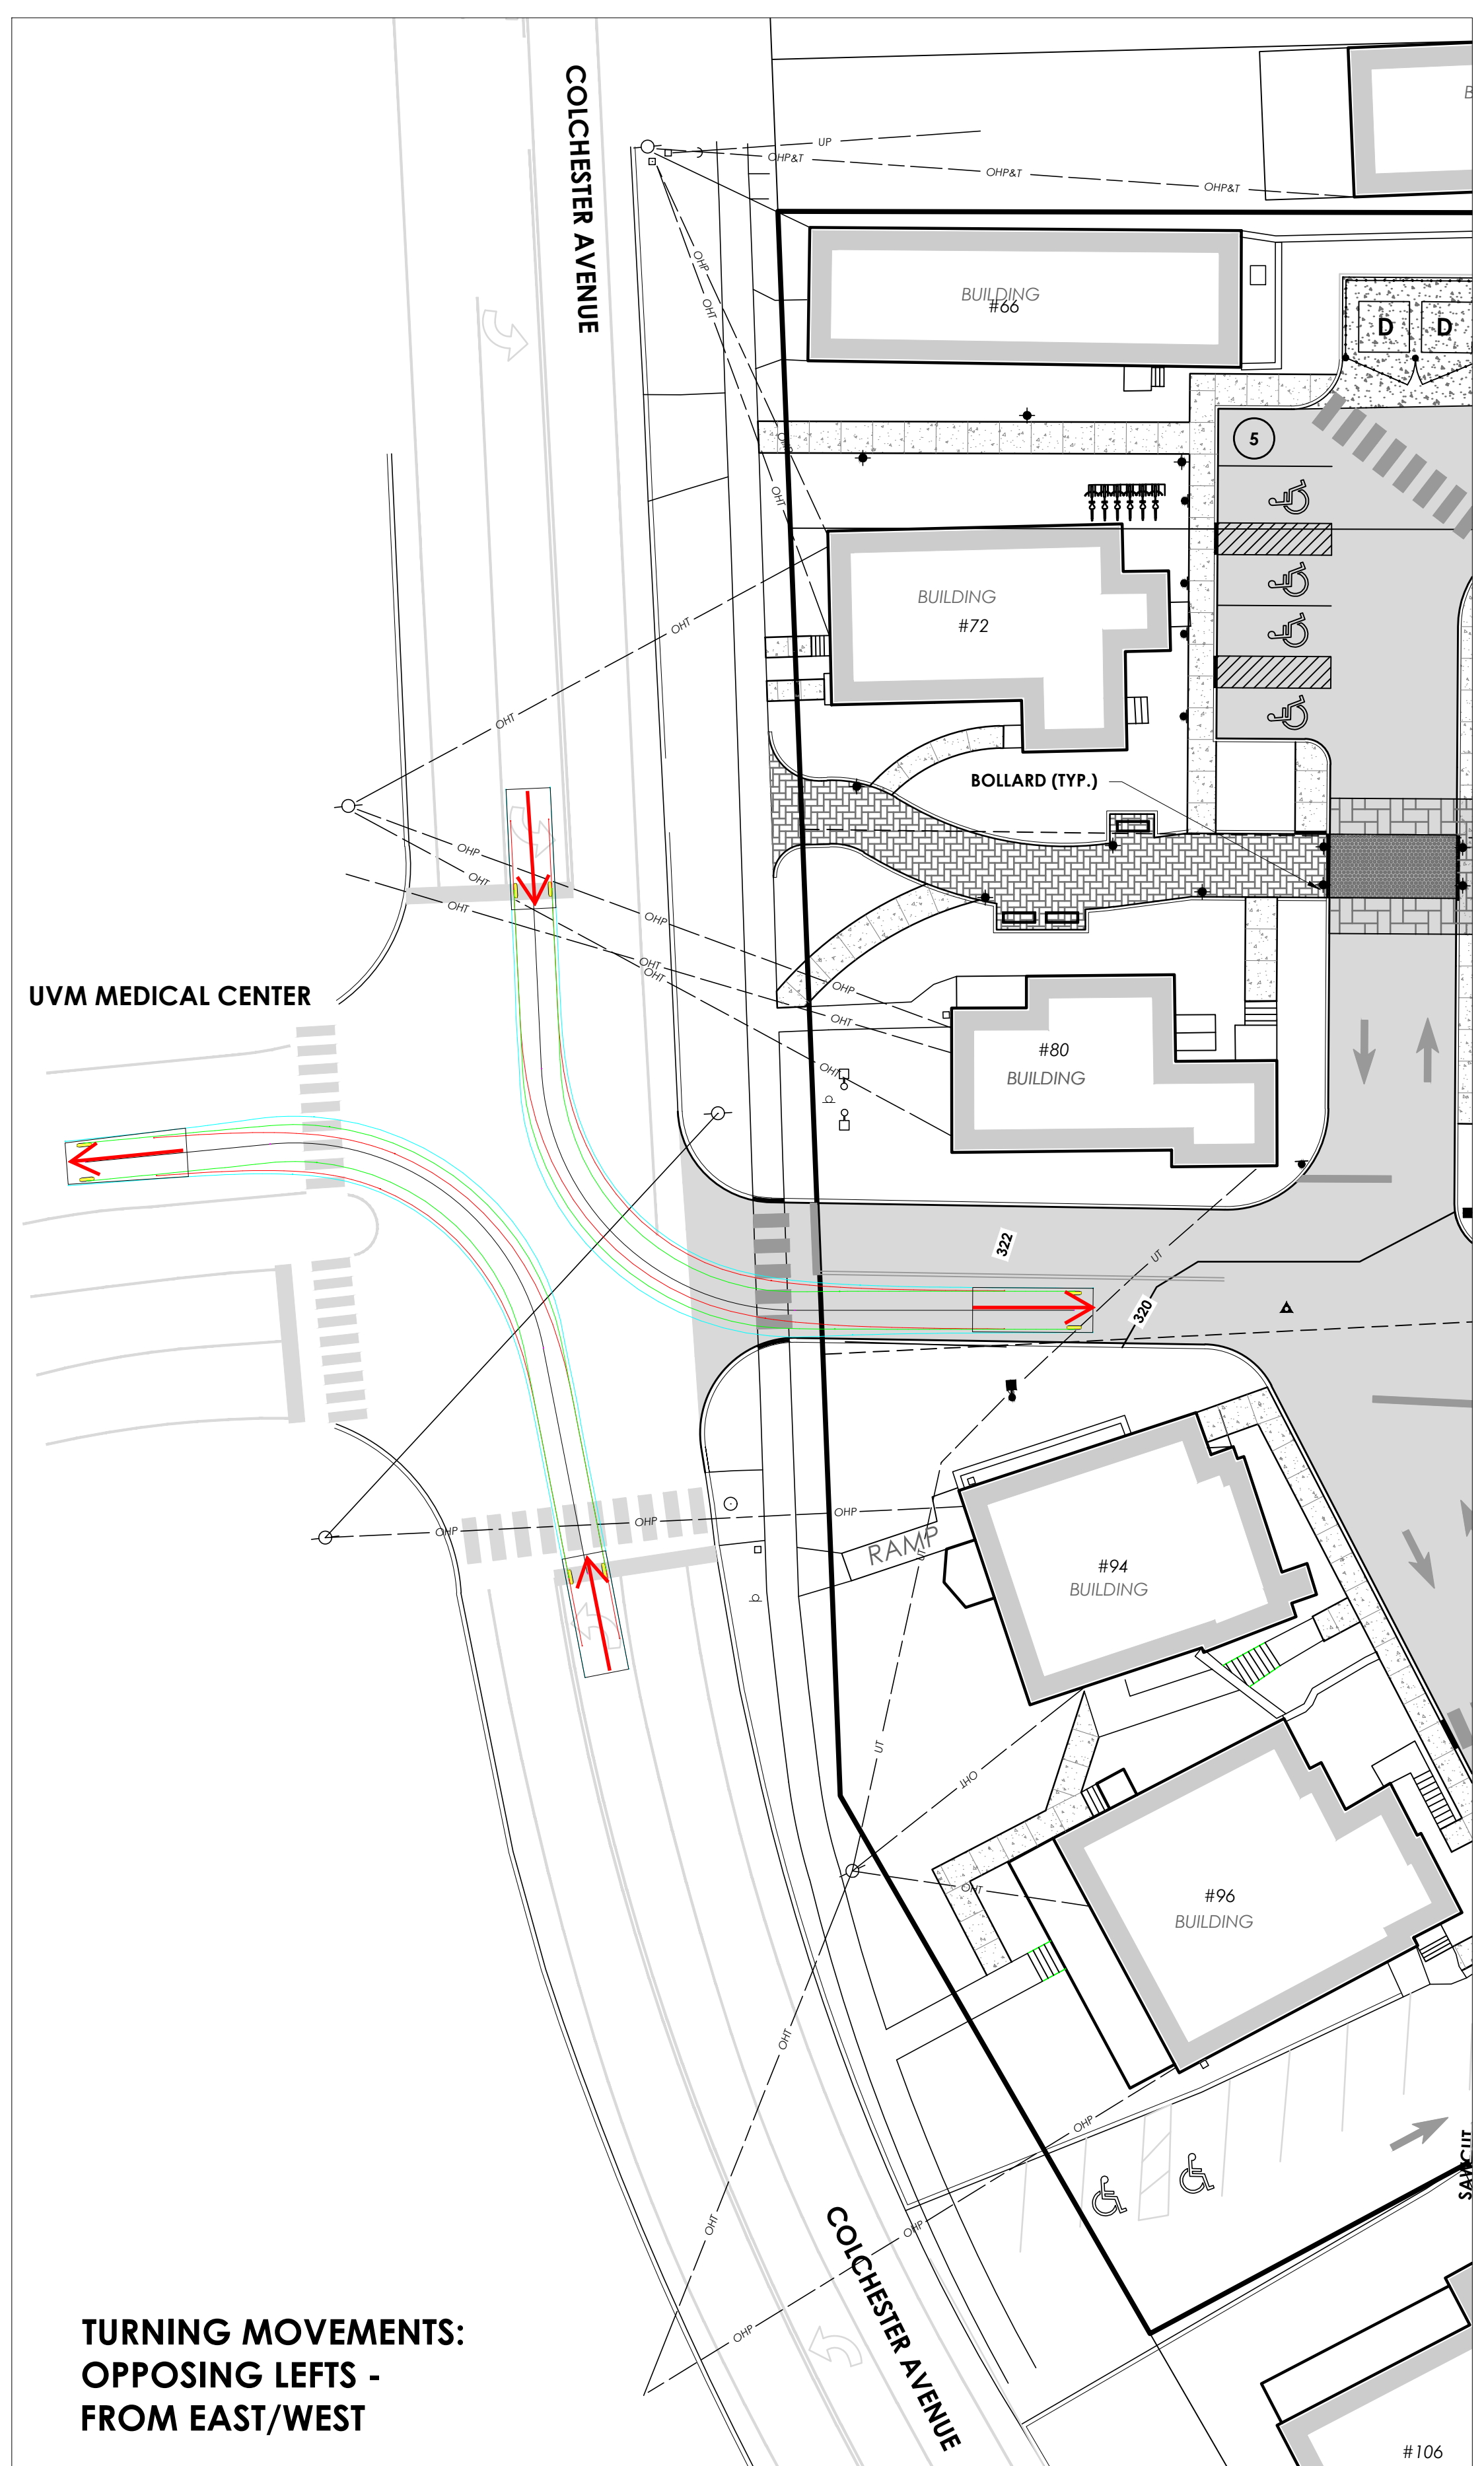 COLCHESTER AVENUE
UP
OHP&T
OHP&T
OHP&T
OHP
OHT
BUILDING
#66
D
D
5
OHT
OHT
BUILDING
#72
OHT
BOLLARD (TYP.)
OHP
OHT
OHT
OHP
OHT
OHT
OHP
OHT
OHT
UVM MEDICAL CENTER
#80
BUILDING
322
UT
320
OHP
OHP
OHP
RAMP
UT
#94
BUILDING
UT
OHT
OHT
#96
BUILDING
OHT
OHP
OHT
OHP
OHP
SAWCUT
COLCHESTER AVENUE
TURNING MOVEMENTS:
OPPOSING LEFTS -
FROM EAST/WEST
#106